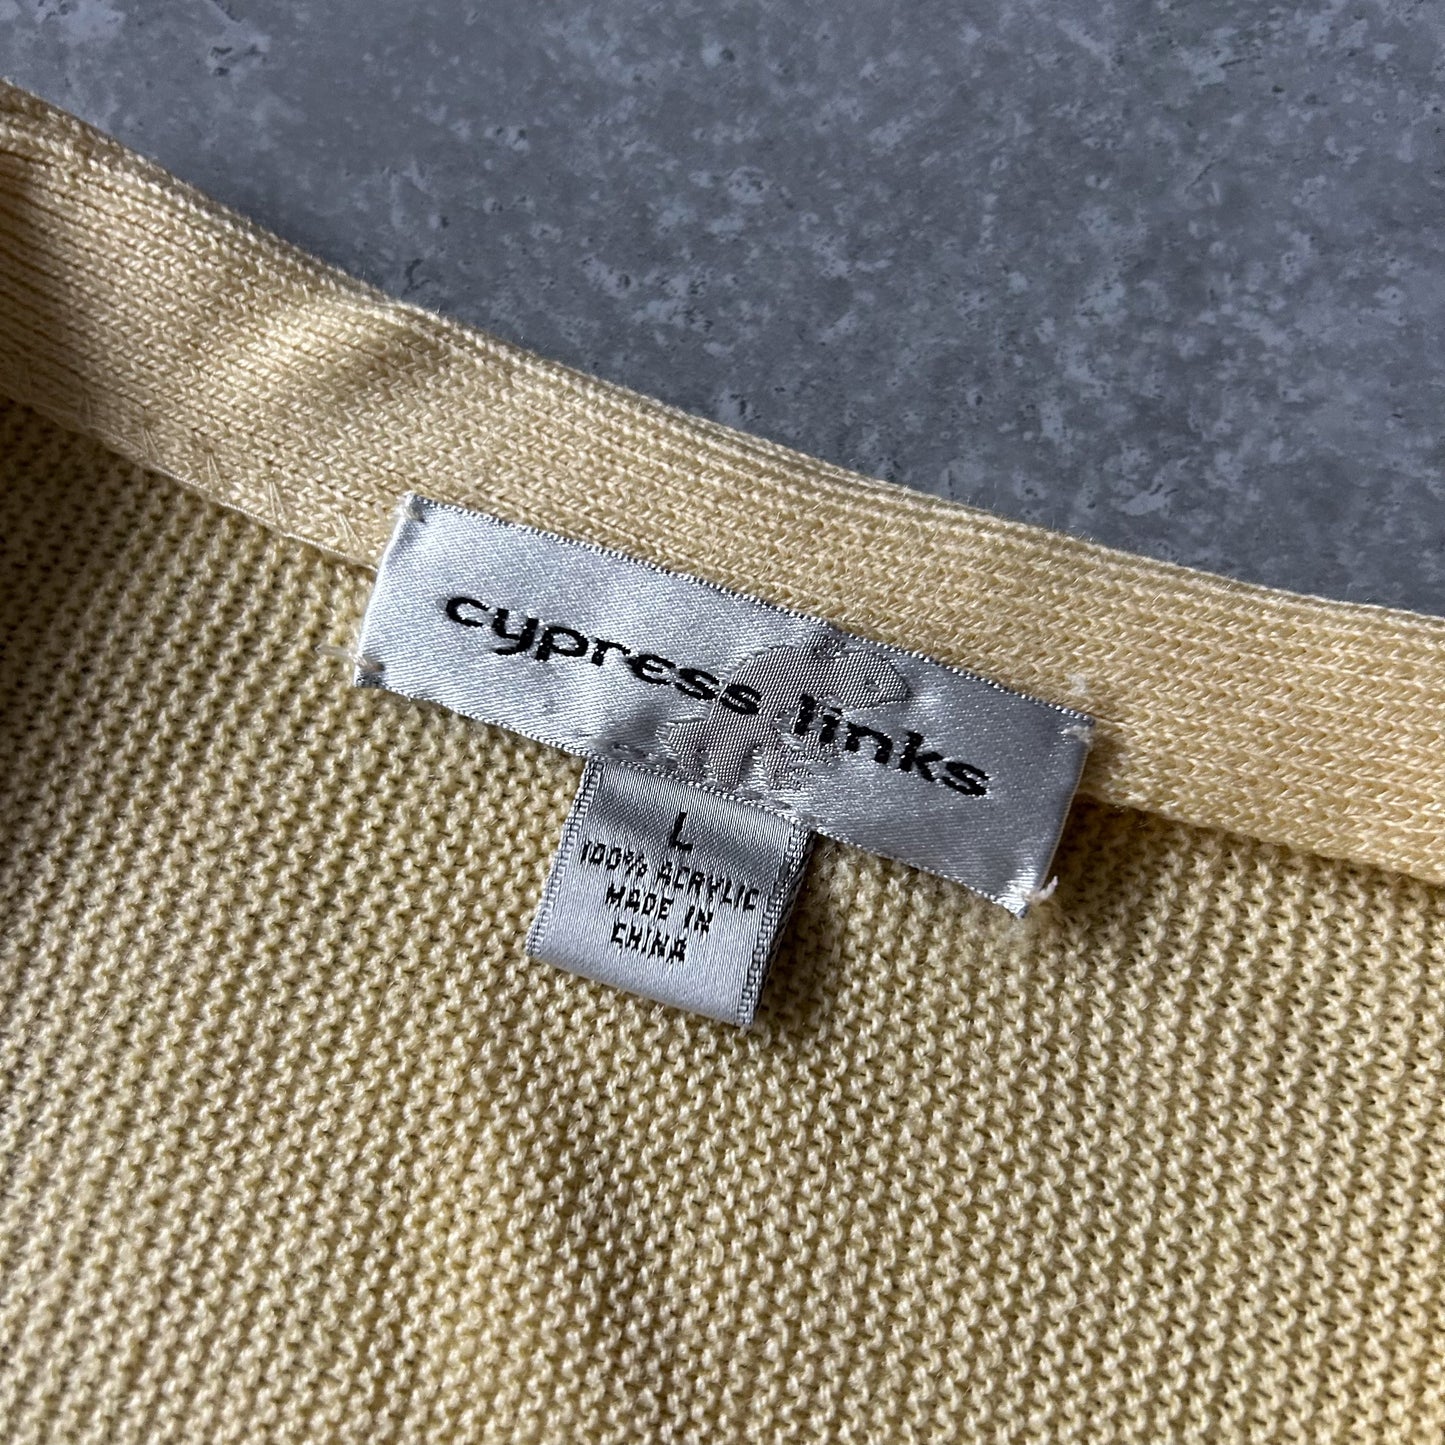 cypress links
L
100% ACRYLIC
MADE IN
CHINA